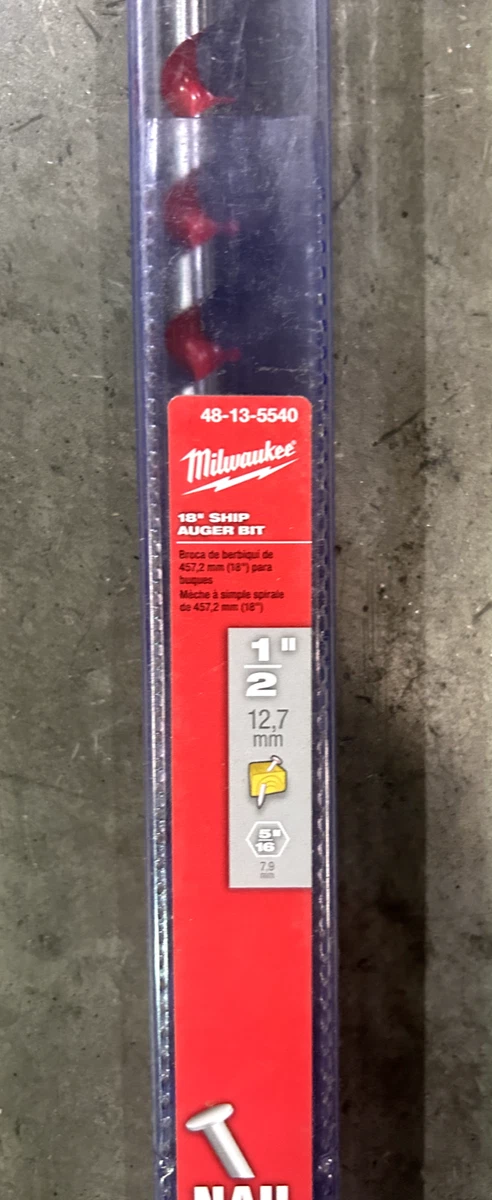 48-13-5540
Milwaukee
18" SHIP
AUGER BIT
Broca de berbiquí de
457,2 mm (18") para
buques
Mèche à simple spirale
de 457,2 mm (18")
1"
2
12,7
mm
5"
16
7,9
mm
NAIL